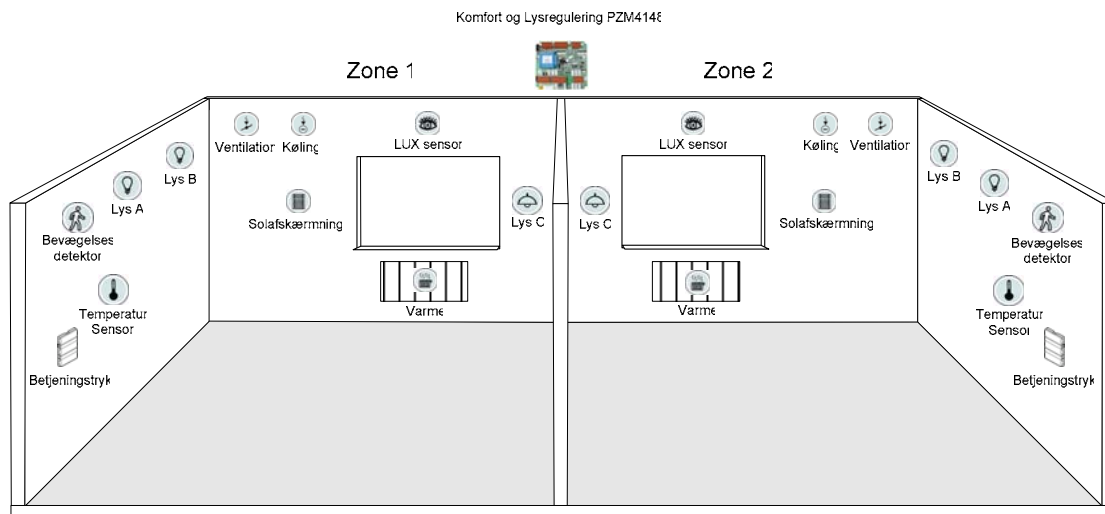 Komfort og Lysregulering PZM4148
Zone 1
Zone 2
Ventilation
Køling
LUX sensor
LUX sensor
Køling
Ventilation
Lys B
Lys B
Lys A
Lys A
Solafskærmning
Lys C
Lys C
Solafskærmning
Bevægelses
detektor
Bevægelses
detektor
Varme
Varme
Temperatur
Sensor
Temperatur
Sensor
Betjeningstryk
Betjeningstryk